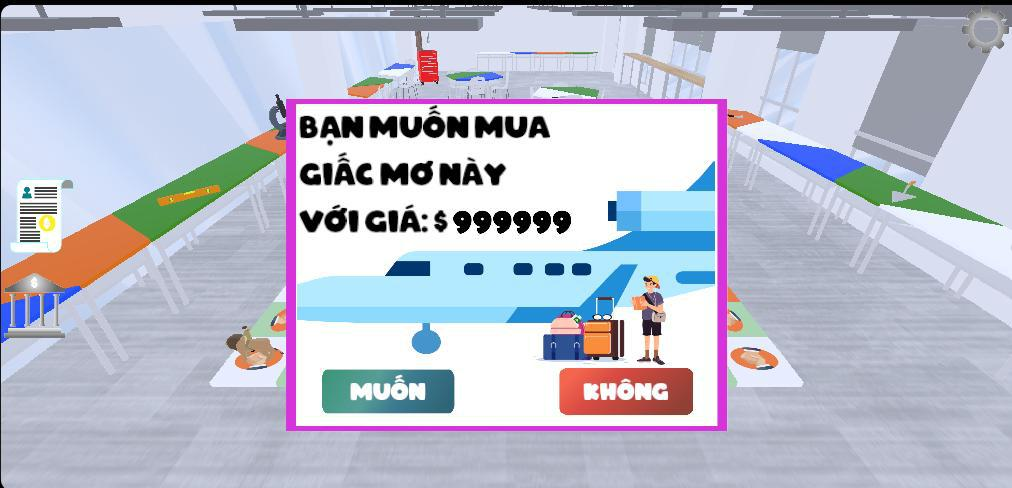 BẠN MUỐN MUA
GIẤC MƠ NÀY
VỚI GIÁ: $ 999999
MUỐN
KHÔNG